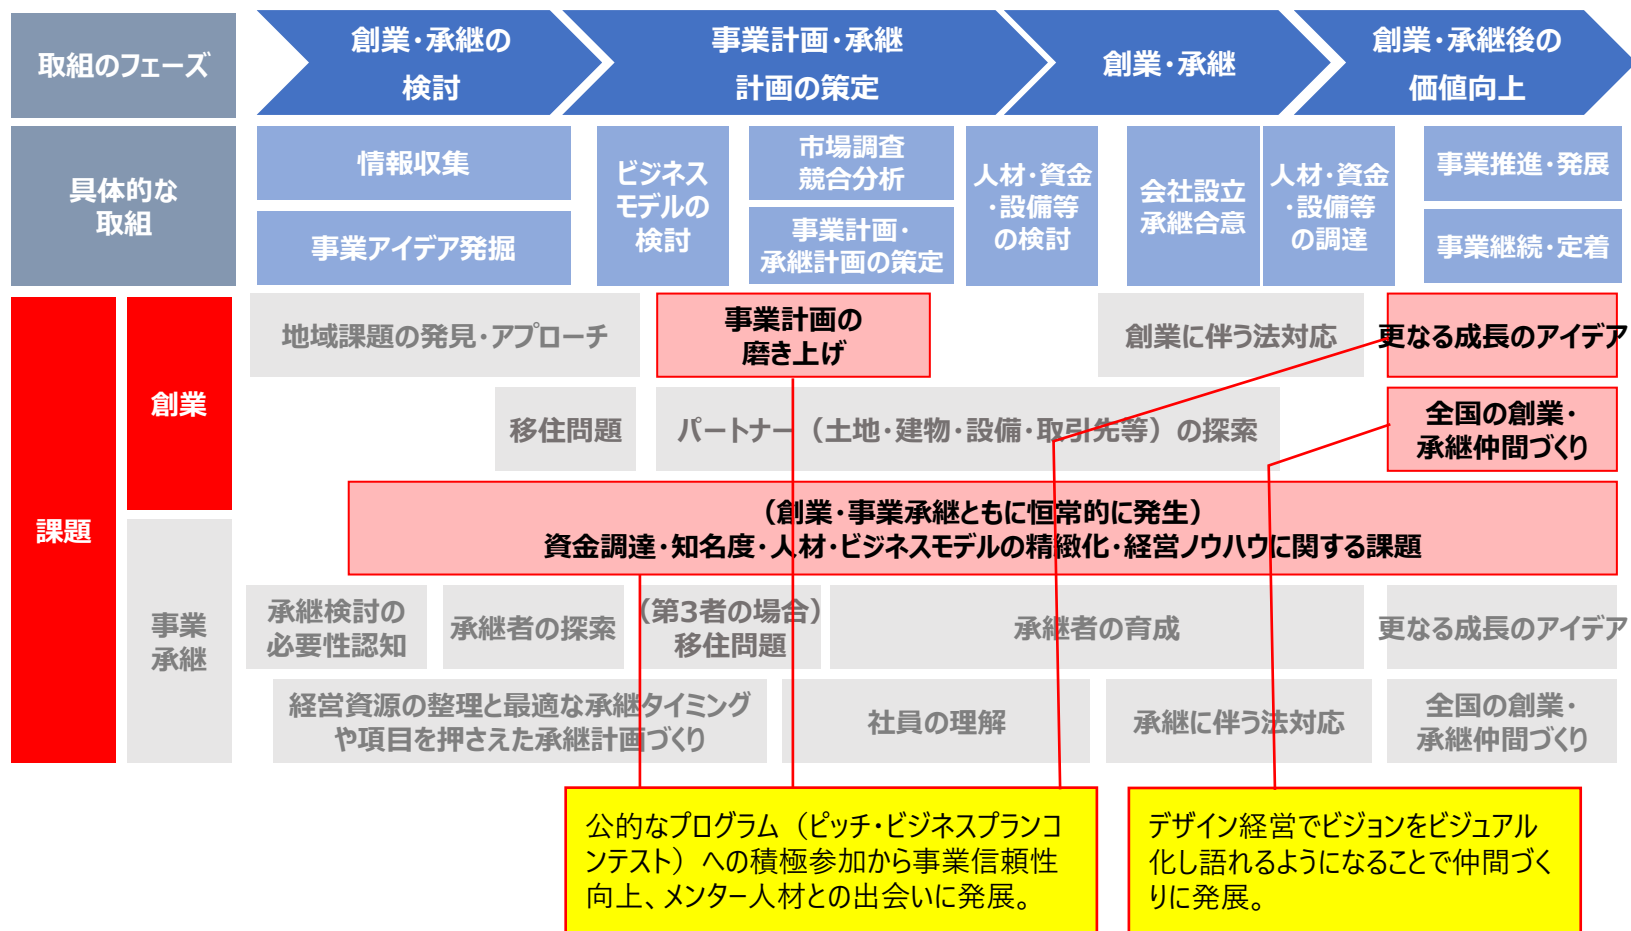 取組のフェーズ
創業・承継の
検討
事業計画・承継
計画の策定
創業・承継
創業・承継後の
価値向上
具体的な
取組
情報収集
事業アイデア発掘
ビジネス
モデルの
検討
市場調査
競合分析
事業計画・
承継計画の策定
人材・資金
・設備等
の検討
会社設立
承継合意
人材・資金
・設備等
の調達
事業推進・発展
事業継続・定着
課題
創業
地域課題の発見・アプローチ
事業計画の
磨き上げ
創業に伴う法対応
更なる成長のアイデア
移住問題
パートナー（土地・建物・設備・取引先等）の探索
全国の創業・
承継仲間づくり
（創業・事業承継ともに恒常的に発生）
資金調達・知名度・人材・ビジネスモデルの精緻化・経営ノウハウに関する課題
事業
承継
承継検討の
必要性認知
承継者の探索
（第3者の場合）
移住問題
承継者の育成
更なる成長のアイデア
経営資源の整理と最適な承継タイミング
や項目を押さえた承継計画づくり
社員の理解
承継に伴う法対応
全国の創業・
承継仲間づくり
公的なプログラム（ピッチ・ビジネスプランコ
ンテスト）への積極参加から事業信頼性
向上、メンター人材との出会いに発展。
デザイン経営でビジョンをビジュアル
化し語れるようになることで仲間づく
りに発展。